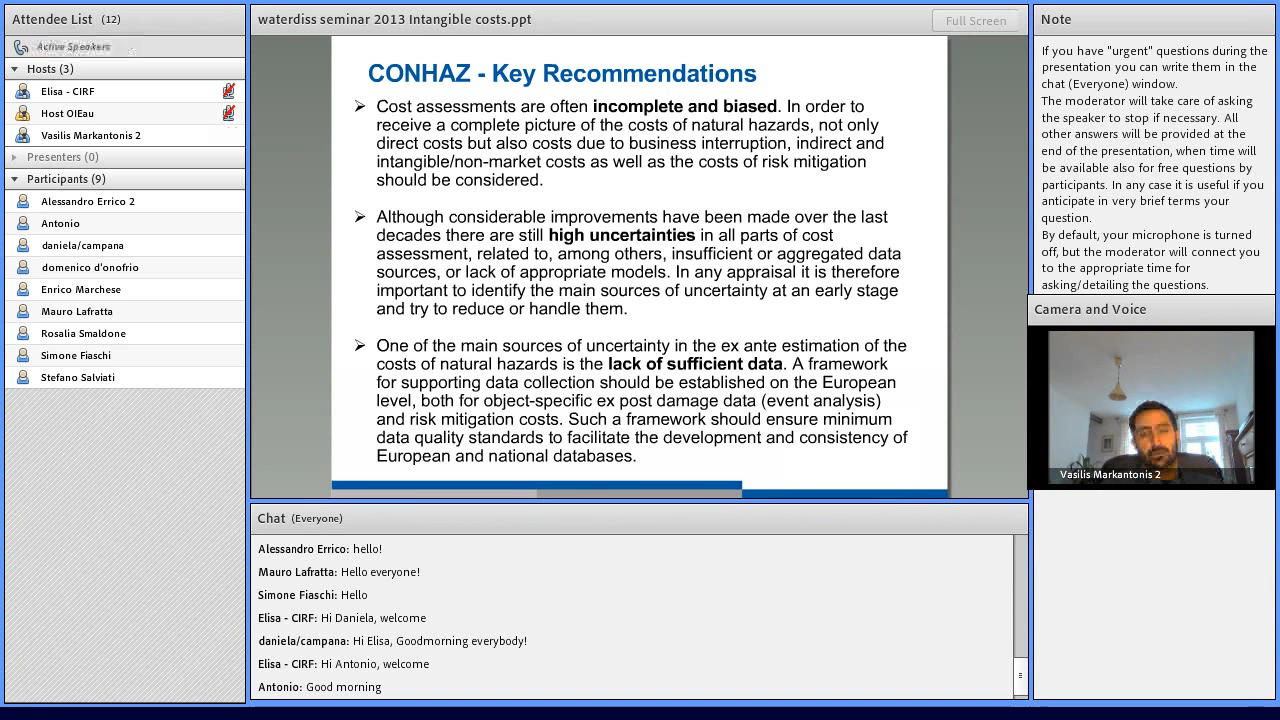 Attendee List (12)
Active Speakers
Hosts (3)
Elisa - CIRF
Host OIEau
Vasilis Markantonis 2
Presenters (0)
Participants (9)
Alessandro Errico 2
Antonio
daniela/campana
domenico d'onofrio
Enrico Marchese
Mauro Lafratta
Rosalia Smaldone
Simone Fiaschi
Stefano Salviati
waterdiss seminar 2013 Intangible costs.ppt
Full Screen
CONHAZ - Key Recommendations
➢ Cost assessments are often incomplete and biased. In order to
receive a complete picture of the costs of natural hazards, not only
direct costs but also costs due to business interruption, indirect and
intangible/non-market costs as well as the costs of risk mitigation
should be considered.
➢ Although considerable improvements have been made over the last
decades there are still high uncertainties in all parts of cost
assessment, related to, among others, insufficient or aggregated data
sources, or lack of appropriate models. In any appraisal it is therefore
important to identify the main sources of uncertainty at an early stage
and try to reduce or handle them.
➢ One of the main sources of uncertainty in the ex ante estimation of the
costs of natural hazards is the lack of sufficient data. A framework
for supporting data collection should be established on the European
level, both for object-specific ex post damage data (event analysis)
and risk mitigation costs. Such a framework should ensure minimum
data quality standards to facilitate the development and consistency of
European and national databases.
Chat (Everyone)
Alessandro Errico: hello!
Mauro Lafratta: Hello everyone!
Simone Fiaschi: Hello
Elisa - CIRF: Hi Daniela, welcome
daniela/campana: Hi Elisa, Goodmorning everybody!
Elisa - CIRF: Hi Antonio, welcome
Antonio: Good morning
Note
If you have "urgent" questions during the
presentation you can write them in the
chat (Everyone) window.
The moderator will take care of asking
the speaker to stop if necessary. All
other answers will be provided at the
end of the presentation, when time will
be available also for free questions by
participants. In any case it is useful if you
anticipate in very brief terms your
question.
By default, your microphone is turned
off, but the moderator will connect you
to the appropriate time for
asking/detailing the questions.
Camera and Voice
Vasilis Markantonis 2